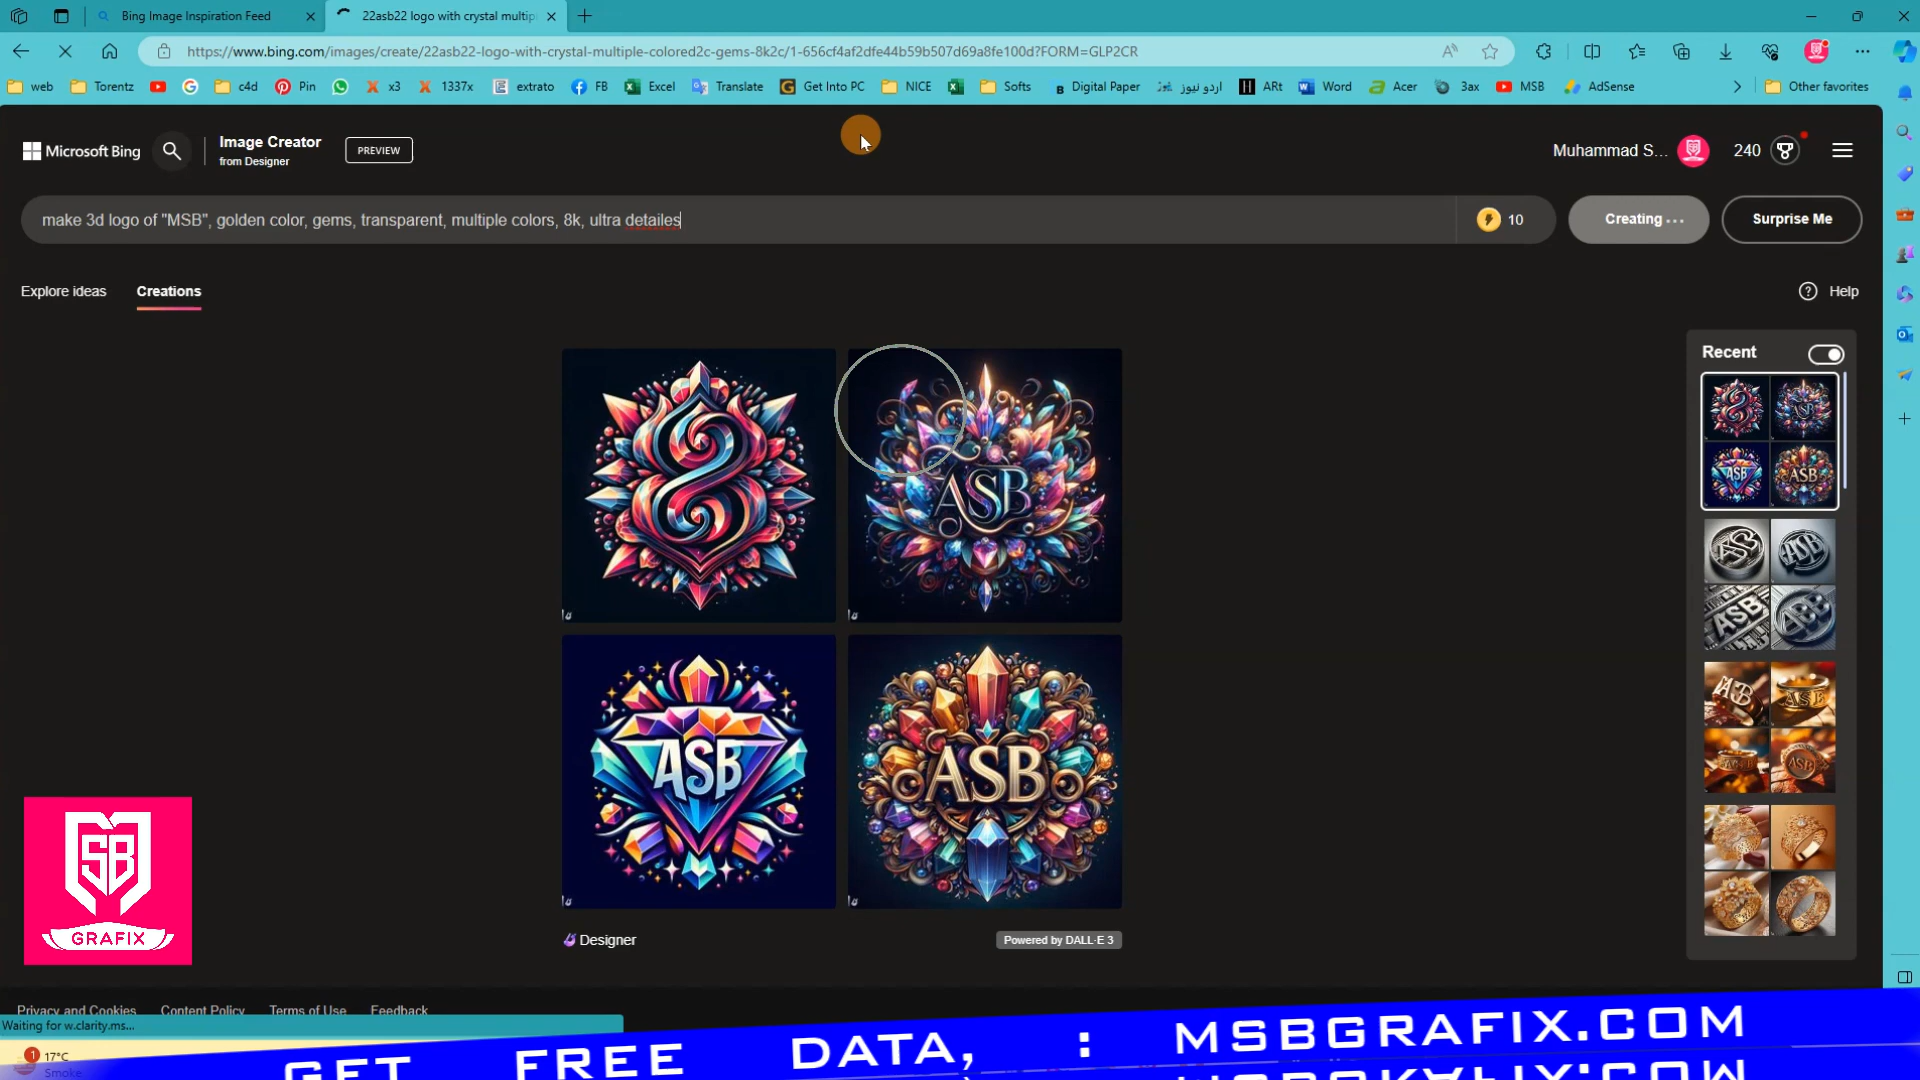 Bing Image Inspiration Feed
22asb22 logo with crystal multip
https://www.bing.com/images/create/22asb22-logo-with-crystal-multiple-colored2c-gems-8k2c/1-656cf4af2dfe44b59b507d69a8fe100d?FORM=GLP2CR
web Torentz c4d Pin x3 1337x extrato FB Excel Translate Get Into PC NICE Softs Digital Paper اردو نیوز ARt Word Acer 3ax MSB AdSense Other favorites
Microsoft Bing
Image Creator
from Designer
PREVIEW
Muhammad S...
240
make 3d logo of "MSB", golden color, gems, transparent, multiple colors, 8k, ultra detailes
10
Creating...
Surprise Me
Explore ideas
Creations
Help
Recent
ASB
ASB
ASB
Designer
Powered by DALL·E 3
SB
GRAFIX
Privacy and Cookies
Content Policy
Terms of Use
Feedback
Waiting for w.clarity.ms...
1
17°C
Smoke
GET FREE DATA, : MSBGRAFIX.COM